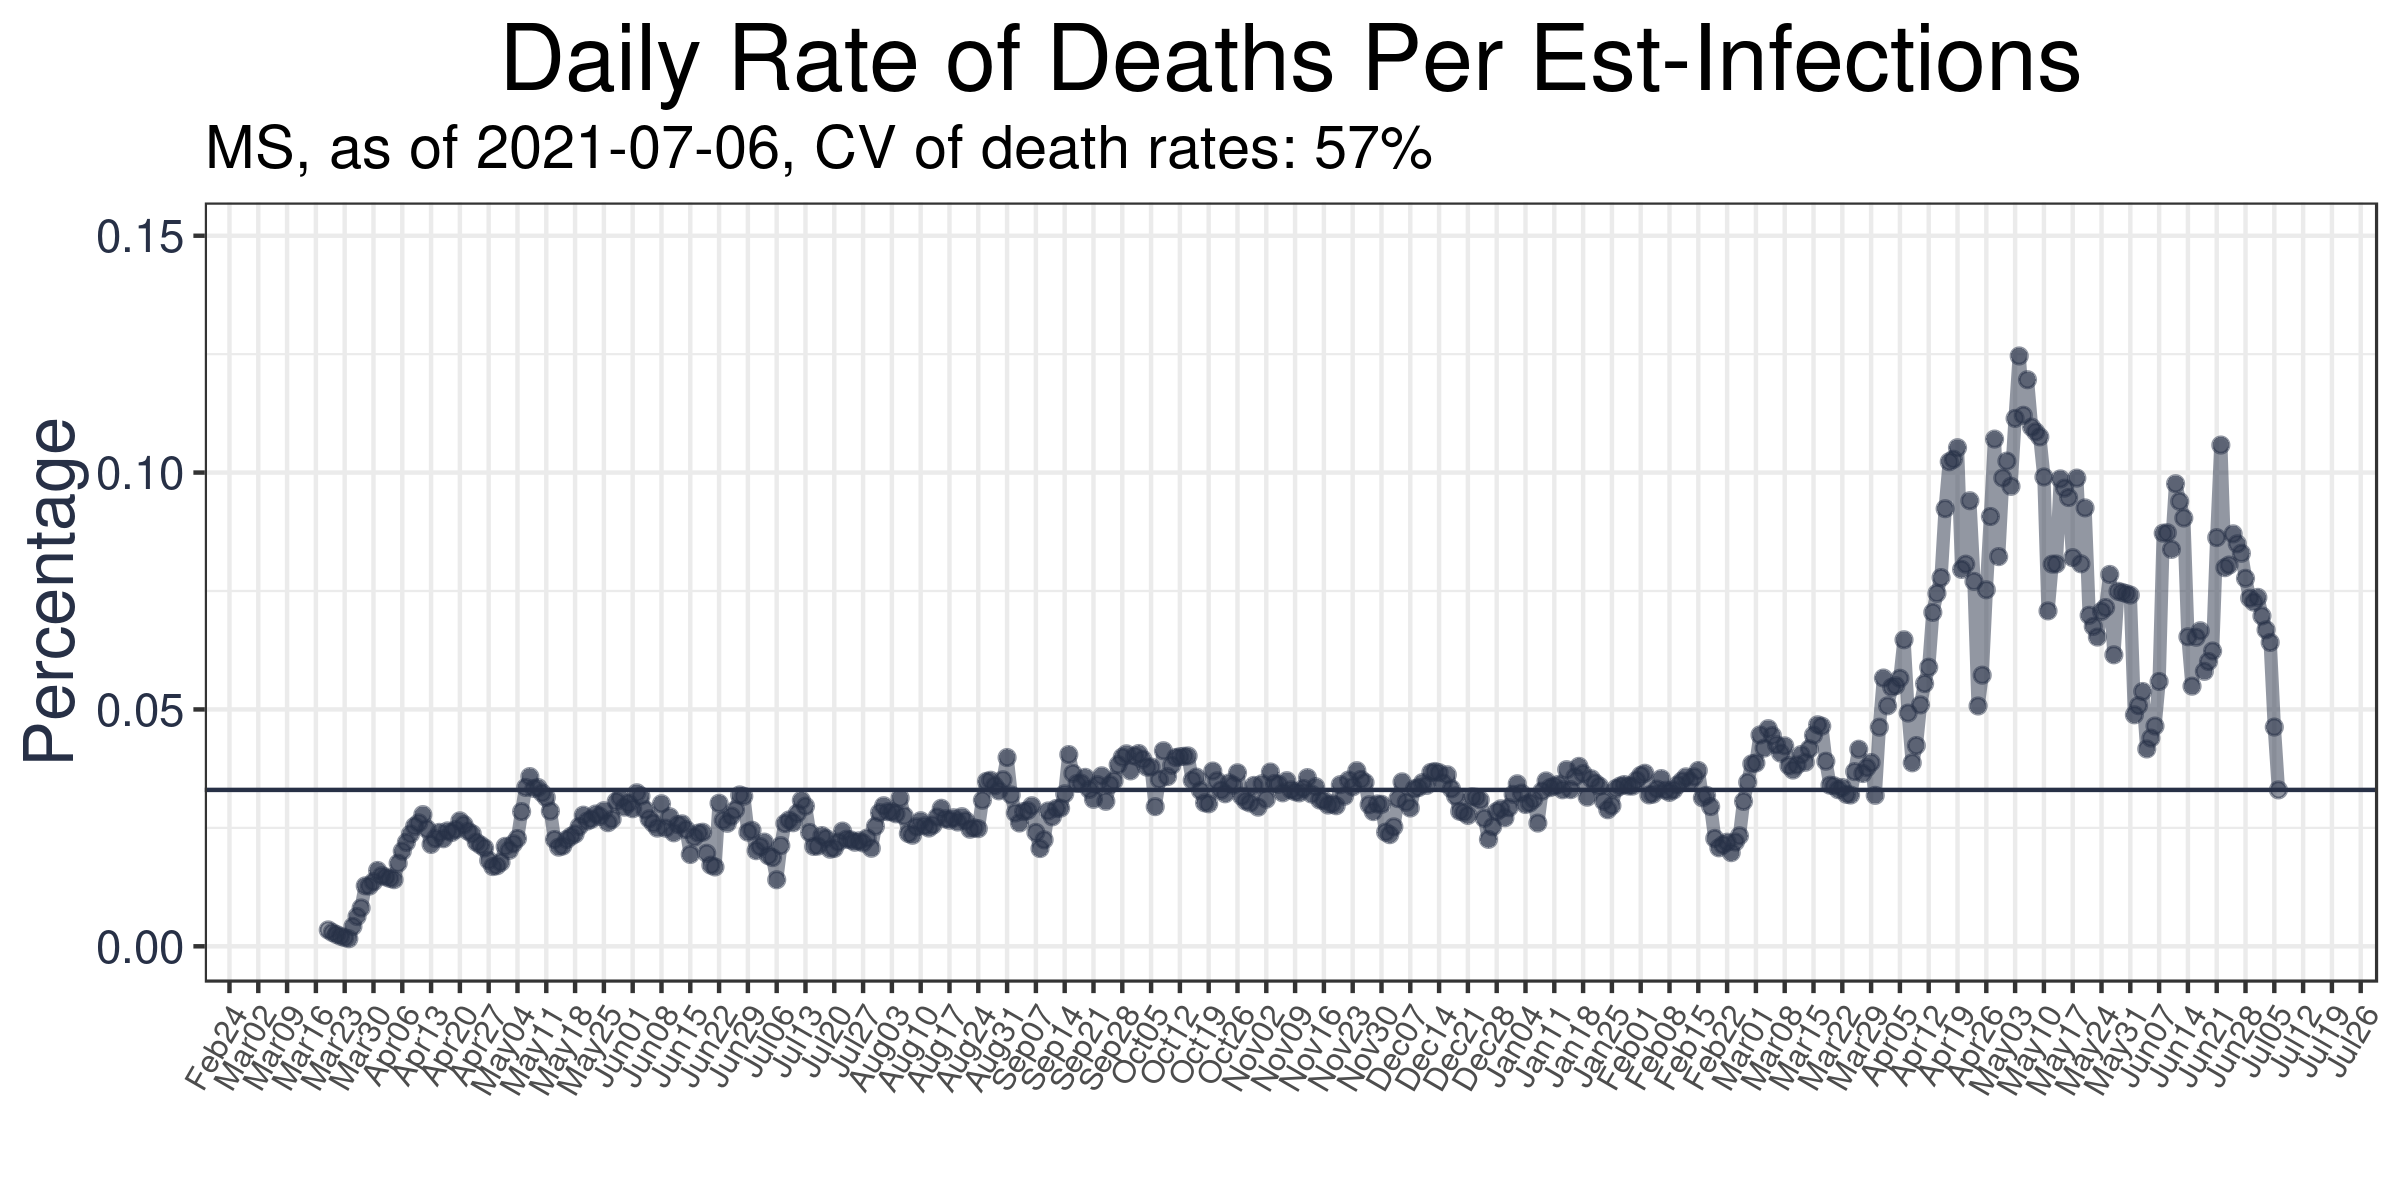 Daily Rate of Deaths Per Est-Infections
MS, as of 2021-07-06, CV of death rates: 57%
Percentage
0.15
0.10
0.05
0.00
Feb24
Mar02
Mar09
Mar16
Mar23
Mar30
Apr06
Apr13
Apr20
Apr27
May04
May11
May18
May25
Jun01
Jun08
Jun15
Jun22
Jun29
Jul06
Jul13
Jul20
Jul27
Aug03
Aug10
Aug17
Aug24
Aug31
Sep07
Sep14
Sep21
Sep28
Oct05
Oct12
Oct19
Oct26
Nov02
Nov09
Nov16
Nov23
Nov30
Dec07
Dec14
Dec21
Dec28
Jan04
Jan11
Jan18
Jan25
Feb01
Feb08
Feb15
Feb22
Mar01
Mar08
Mar15
Mar22
Mar29
Apr05
Apr12
Apr19
Apr26
May03
May10
May17
May24
May31
Jun07
Jun14
Jun21
Jun28
Jul05
Jul12
Jul19
Jul26